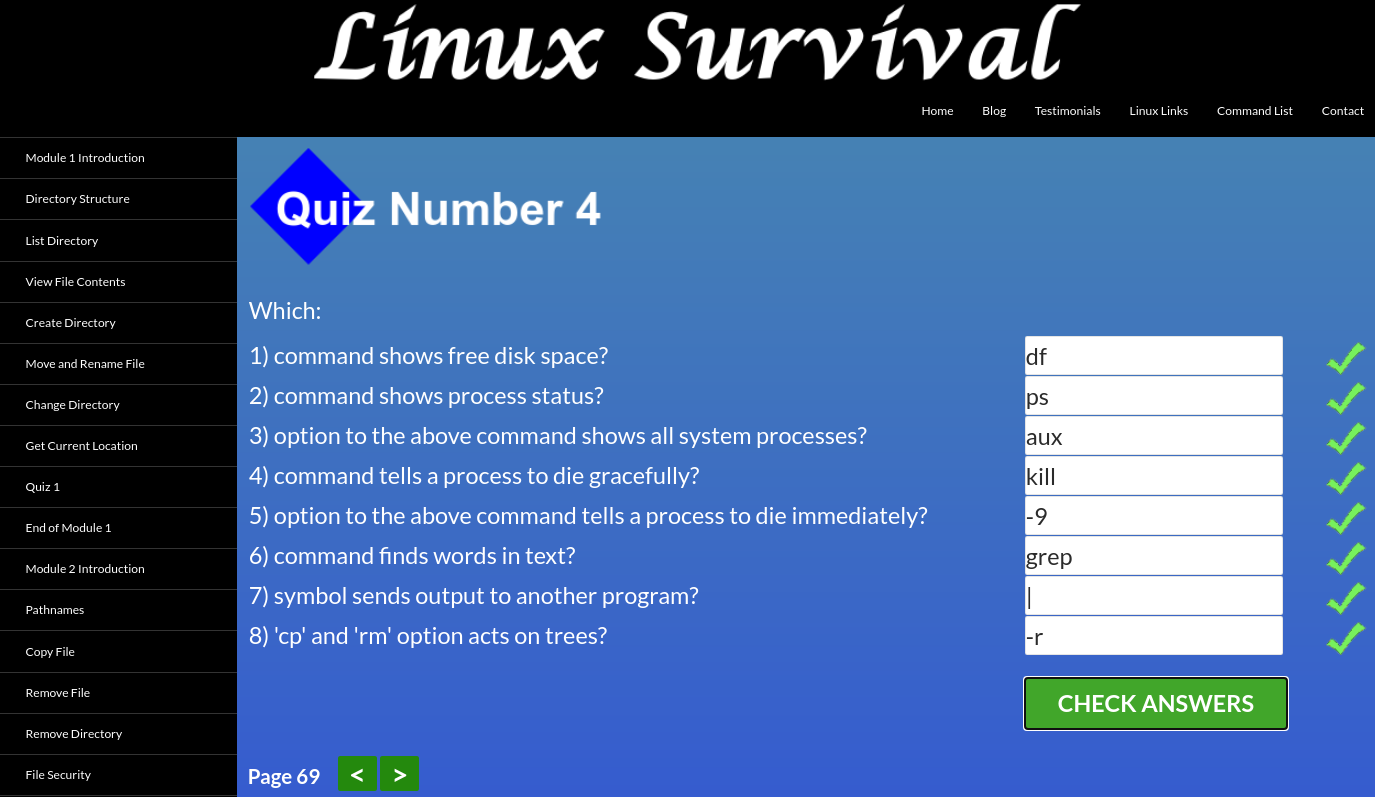 Linux Survival
Home Blog Testimonials Linux Links Command List Contact
Module 1 Introduction
Directory Structure
List Directory
View File Contents
Create Directory
Move and Rename File
Change Directory
Get Current Location
Quiz 1
End of Module 1
Module 2 Introduction
Pathnames
Copy File
Remove File
Remove Directory
File Security
Quiz Number 4
Which:
1) command shows free disk space? df
2) command shows process status? ps
3) option to the above command shows all system processes? aux
4) command tells a process to die gracefully? kill
5) option to the above command tells a process to die immediately? -9
6) command finds words in text? grep
7) symbol sends output to another program? |
8) 'cp' and 'rm' option acts on trees? -r
CHECK ANSWERS
Page 69 < >